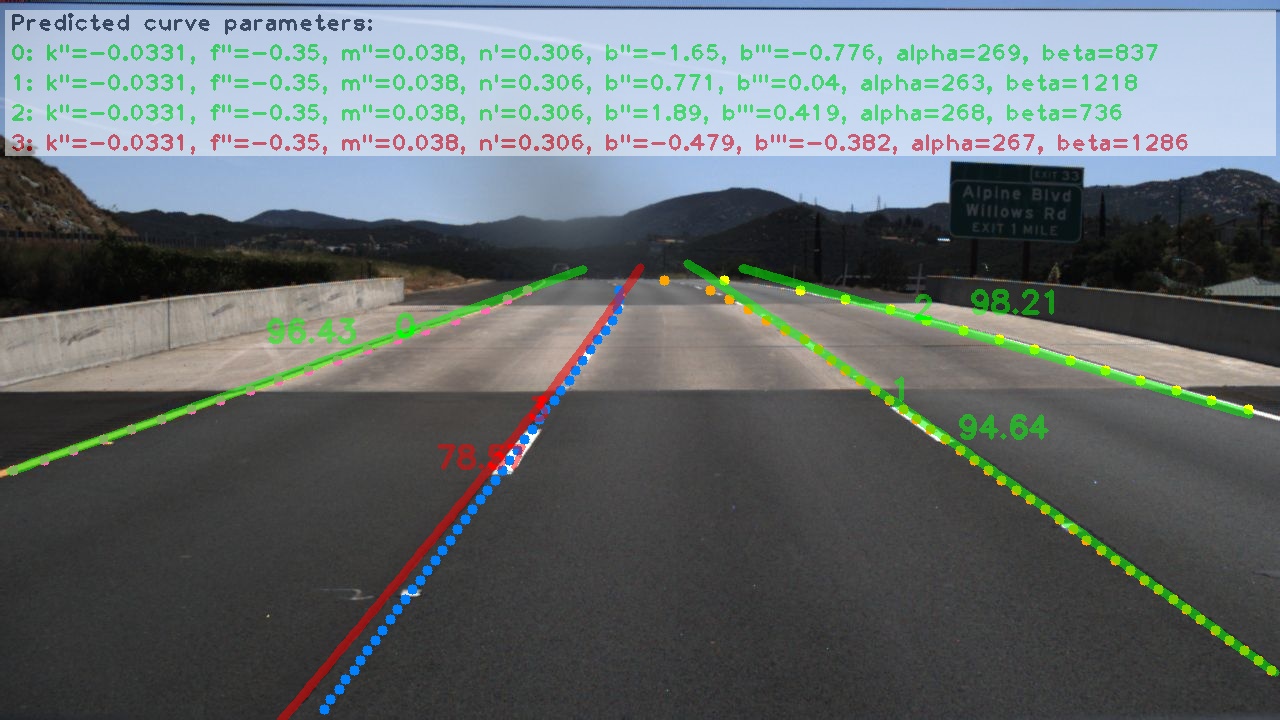 Predicted curve parameters:
0: k''=-0.0331, f''=-0.35, m''=0.038, n'=0.306, b''=-1.65, b'''=-0.776, alpha=269, beta=837
1: k''=-0.0331, f''=-0.35, m''=0.038, n'=0.306, b''=0.771, b'''=0.04, alpha=263, beta=1218
2: k''=-0.0331, f''=-0.35, m''=0.038, n'=0.306, b''=1.89, b'''=0.419, alpha=268, beta=736
3: k''=-0.0331, f''=-0.35, m''=0.038, n'=0.306, b''=-0.479, b'''=-0.382, alpha=267, beta=1286
EXIT 33
Alpine Blvd
Willows Rd
EXIT 1 MILE
2 98.21
98.43 0
1
94.64